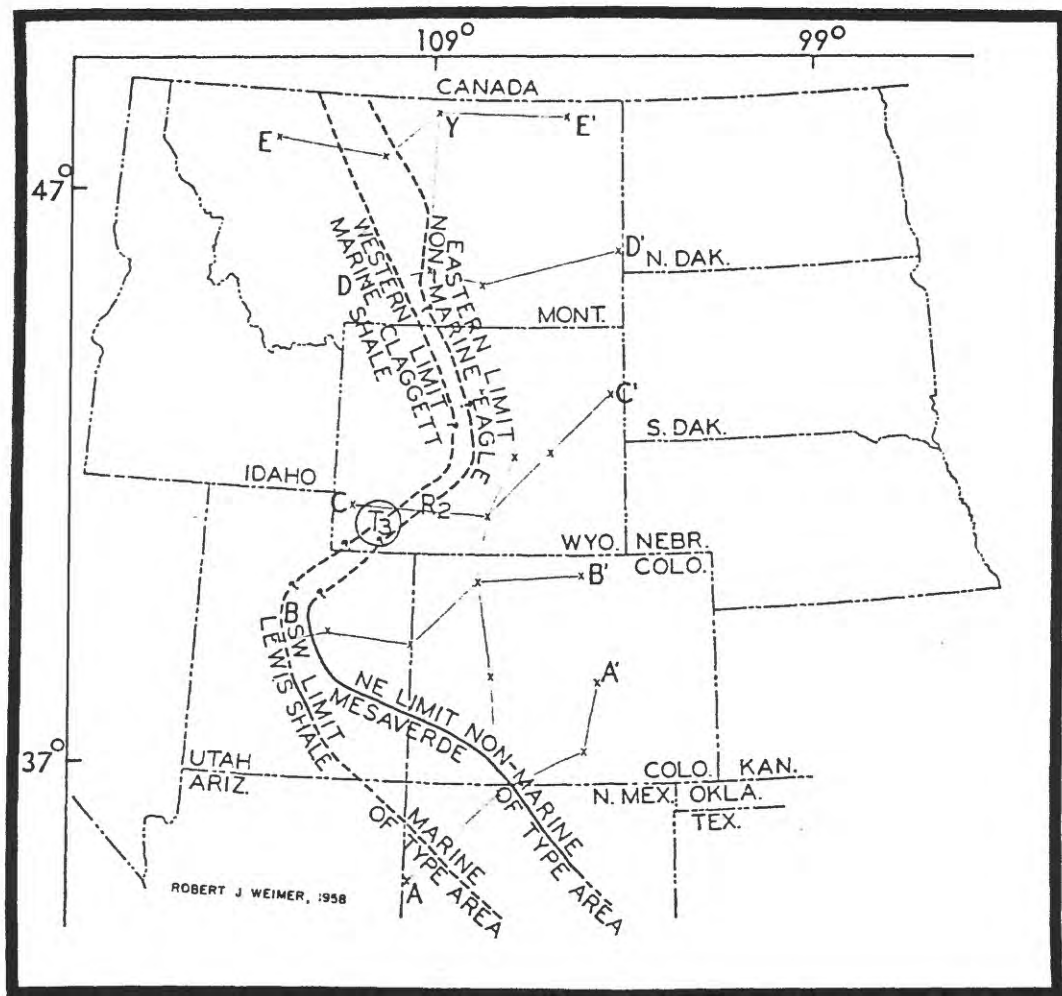 109°
99°
CANADA
E
Y
E'
47°
WESTERN LIMIT
MARINE CLAGGETT
SHALE
EASTERN LIMIT
NON-MARINE EAGLE
D
D'
N. DAK.
MONT.
C'
S. DAK.
IDAHO
C
R2
T3
WYO.
NEBR.
COLO.
B'
B
SW LIMIT
LEWIS SHALE
MARINE
OF TYPE AREA
NE LIMIT NON-MARINE
MESAVERDE
OF TYPE AREA
A'
37°
UTAH
ARIZ.
COLO.
KAN.
N. MEX.
OKLA.
TEX.
A
ROBERT J WEIMER, 1958